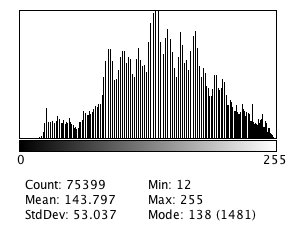 0 255
Count: 75399 Min: 12
Mean: 143.797 Max: 255
StdDev: 53.037 Mode: 138 (1481)